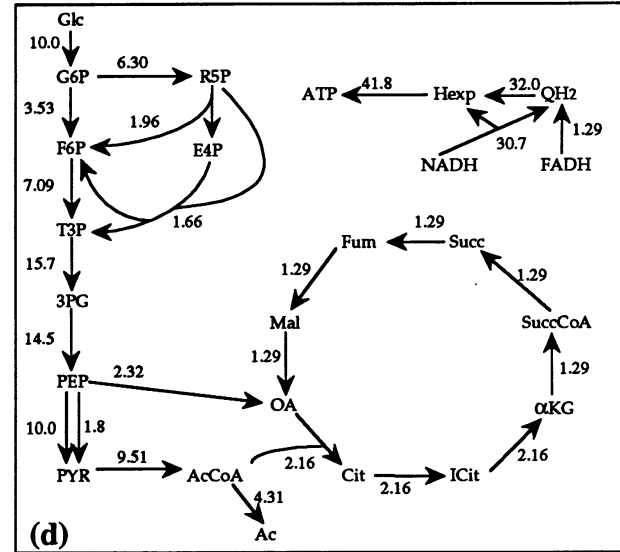 Glc
10.0
6.30
G6P
R5P
41.8
32.0
ATP
Hexp
QH2
3.53
1.96
1.29
30.7
F6P
E4P
NADH
FADH
7.09
1.66
T3P
1.29
Fum
Succ
15.7
1.29
1.29
3PG
Mal
SuccCoA
14.5
1.29
1.29
PEP
2.32
OA
αKG
10.0
1.8
9.51
2.16
2.16
PYR
AcCoA
Cit
ICit
2.16
4.31
(d)
Ac